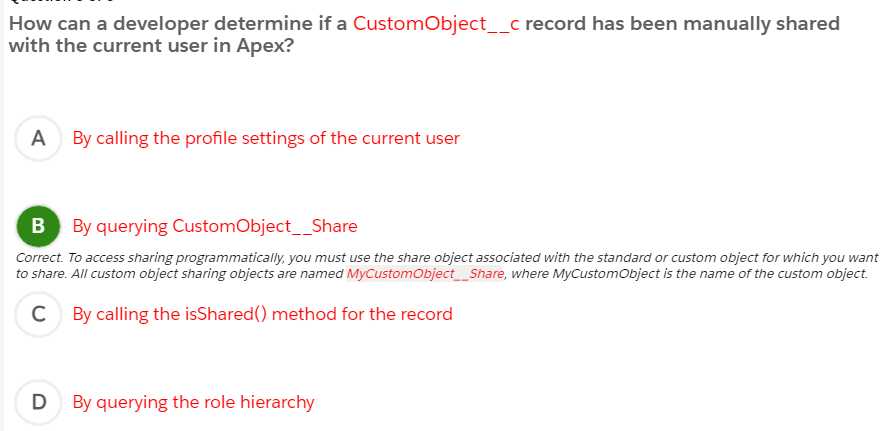 How can a developer determine if a CustomObject__c record has been manually shared
with the current user in Apex?
A By calling the profile settings of the current user
B By querying CustomObject__Share
Correct. To access sharing programmatically, you must use the share object associated with the standard or custom object for which you want
to share. All custom object sharing objects are named MyCustomObject__Share, where MyCustomObject is the name of the custom object.
C By calling the isShared() method for the record
D By querying the role hierarchy